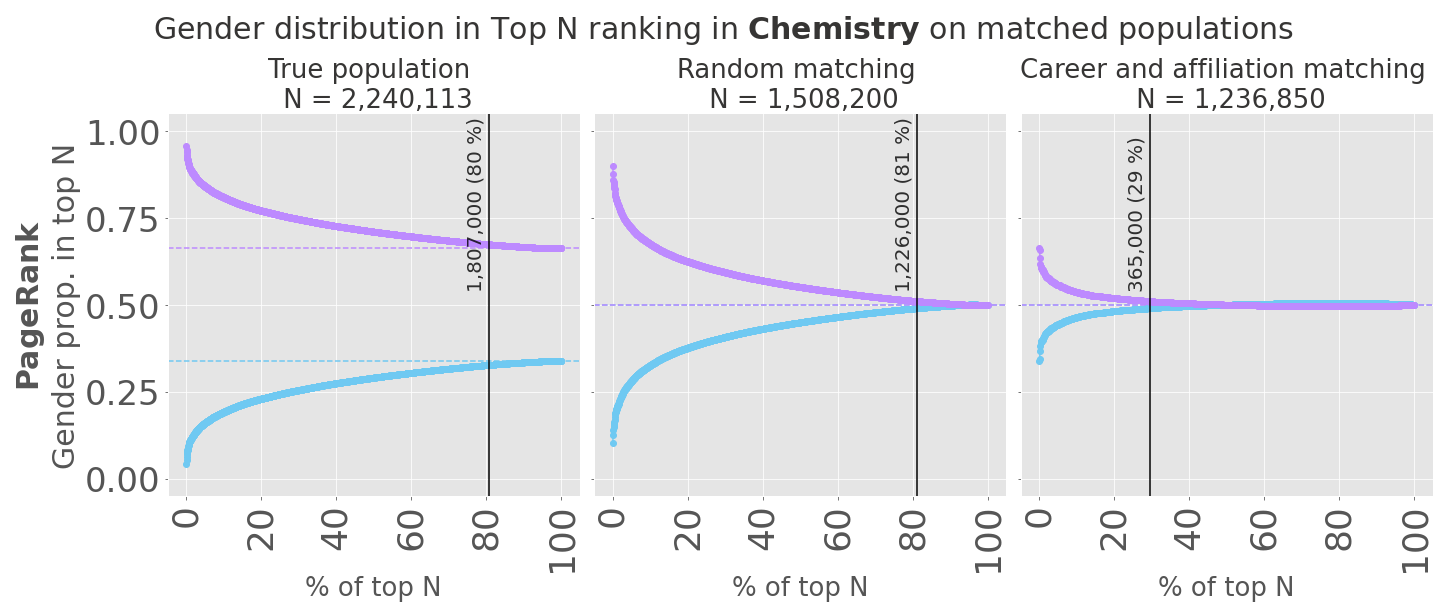 Gender distribution in Top N ranking in Chemistry on matched populations
True population
N = 2,240,113
Random matching
N = 1,508,200
Career and affiliation matching
N = 1,236,850
PageRank
Gender prop. in top N
1.00
0.75
0.50
0.25
0.00
1,807,000 (80 %)
1,226,000 (81 %)
365,000 (29 %)
0 20 40 60 80 100
0 20 40 60 80 100
0 20 40 60 80 100
% of top N
% of top N
% of top N